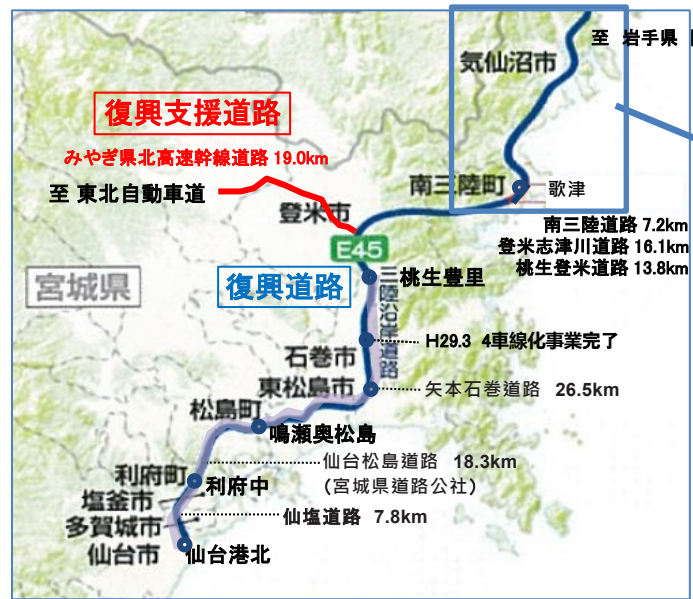 至 岩手県
気仙沼市
復興支援道路
みやぎ県北高速幹線道路 19.0km
至 東北自動車道
南三陸町
歌津
登米市
南三陸道路 7.2km
登米志津川道路 16.1km
桃生登米道路 13.8km
E45
宮城県
復興道路
桃生豊里
三陸沿岸道路
H29.3 4車線化事業完了
石巻市
東松島市
矢本石巻道路 26.5km
松島町
鳴瀬奥松島
仙台松島道路 18.3km
(宮城県道路公社)
利府町
利府中
塩釜市
多賀城市
仙塩道路 7.8km
仙台市
仙台港北